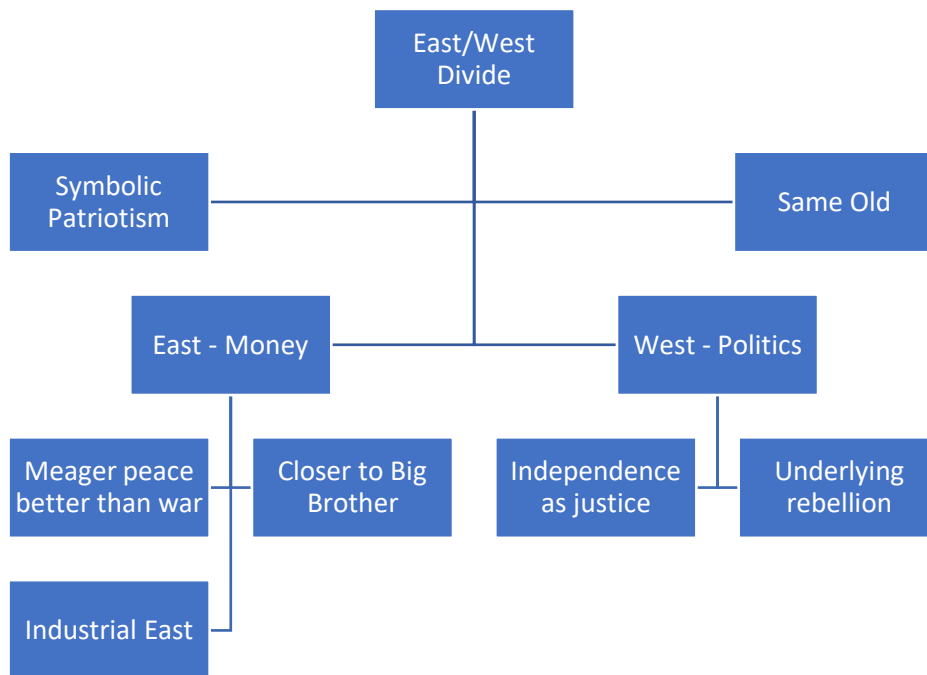 East/West
Divide
Symbolic
Patriotism
Same Old
East - Money
West - Politics
Meager peace
better than war
Closer to Big
Brother
Independence
as justice
Underlying
rebellion
Industrial East